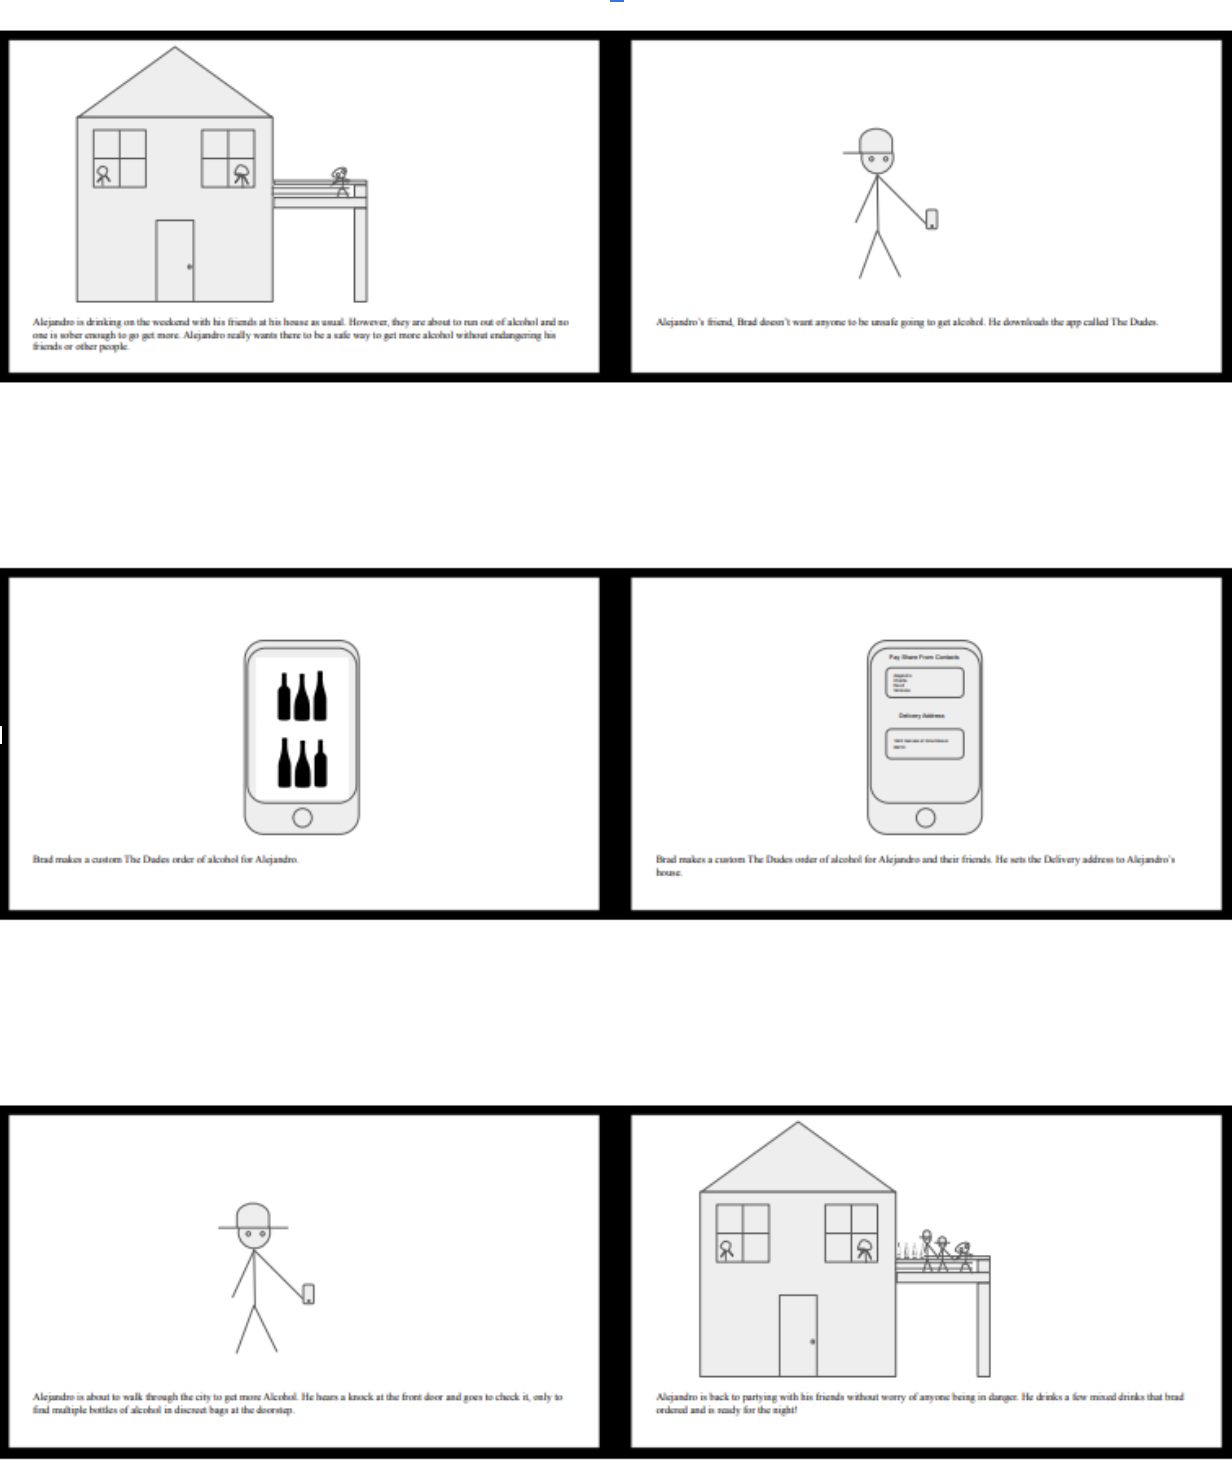 Alejandro is drinking on the weekend with his friends at his house as usual. However, they are about to run out of alcohol and no
one is sober enough to go get more. Alejandro really wants there to be a safe way to get more alcohol without endangering his
friends or other people.
Alejandro's friend, Brad doesn't want anyone to be unsafe going to get alcohol. He downloads the app called The Dudes.
Brad makes a custom The Dudes order of alcohol for Alejandro.
Pay Share From Contacts
Alejandro
Delivery Address
Brad makes a custom The Dudes order of alcohol for Alejandro and their friends. He sets the Delivery address to Alejandro's
house.
Alejandro is about to walk through the city to get more Alcohol. He hears a knock at the front door and goes to check it, only to
find multiple bottles of alcohol in discreet bags at the doorstep.
Alejandro is back to partying with his friends without worry of anyone being in danger. He drinks a few mixed drinks that brad
ordered and is ready for the night!